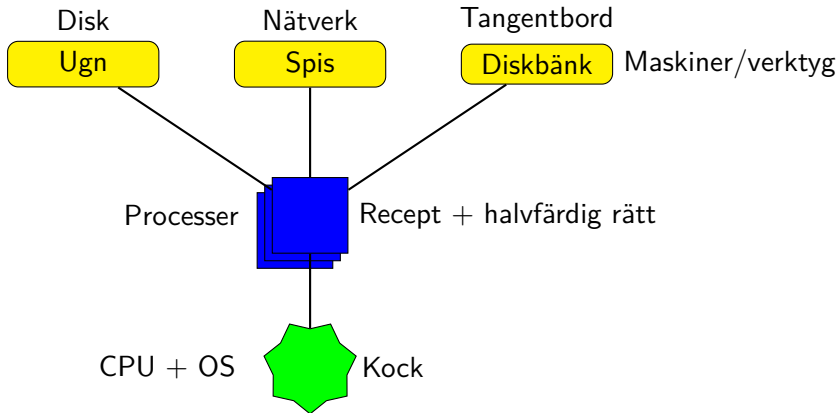 Disk
Nätverk
Tangentbord
Ugn
Spis
Diskbänk
Maskiner/verktyg
Processer
Recept + halvfärdig rätt
CPU + OS
Kock